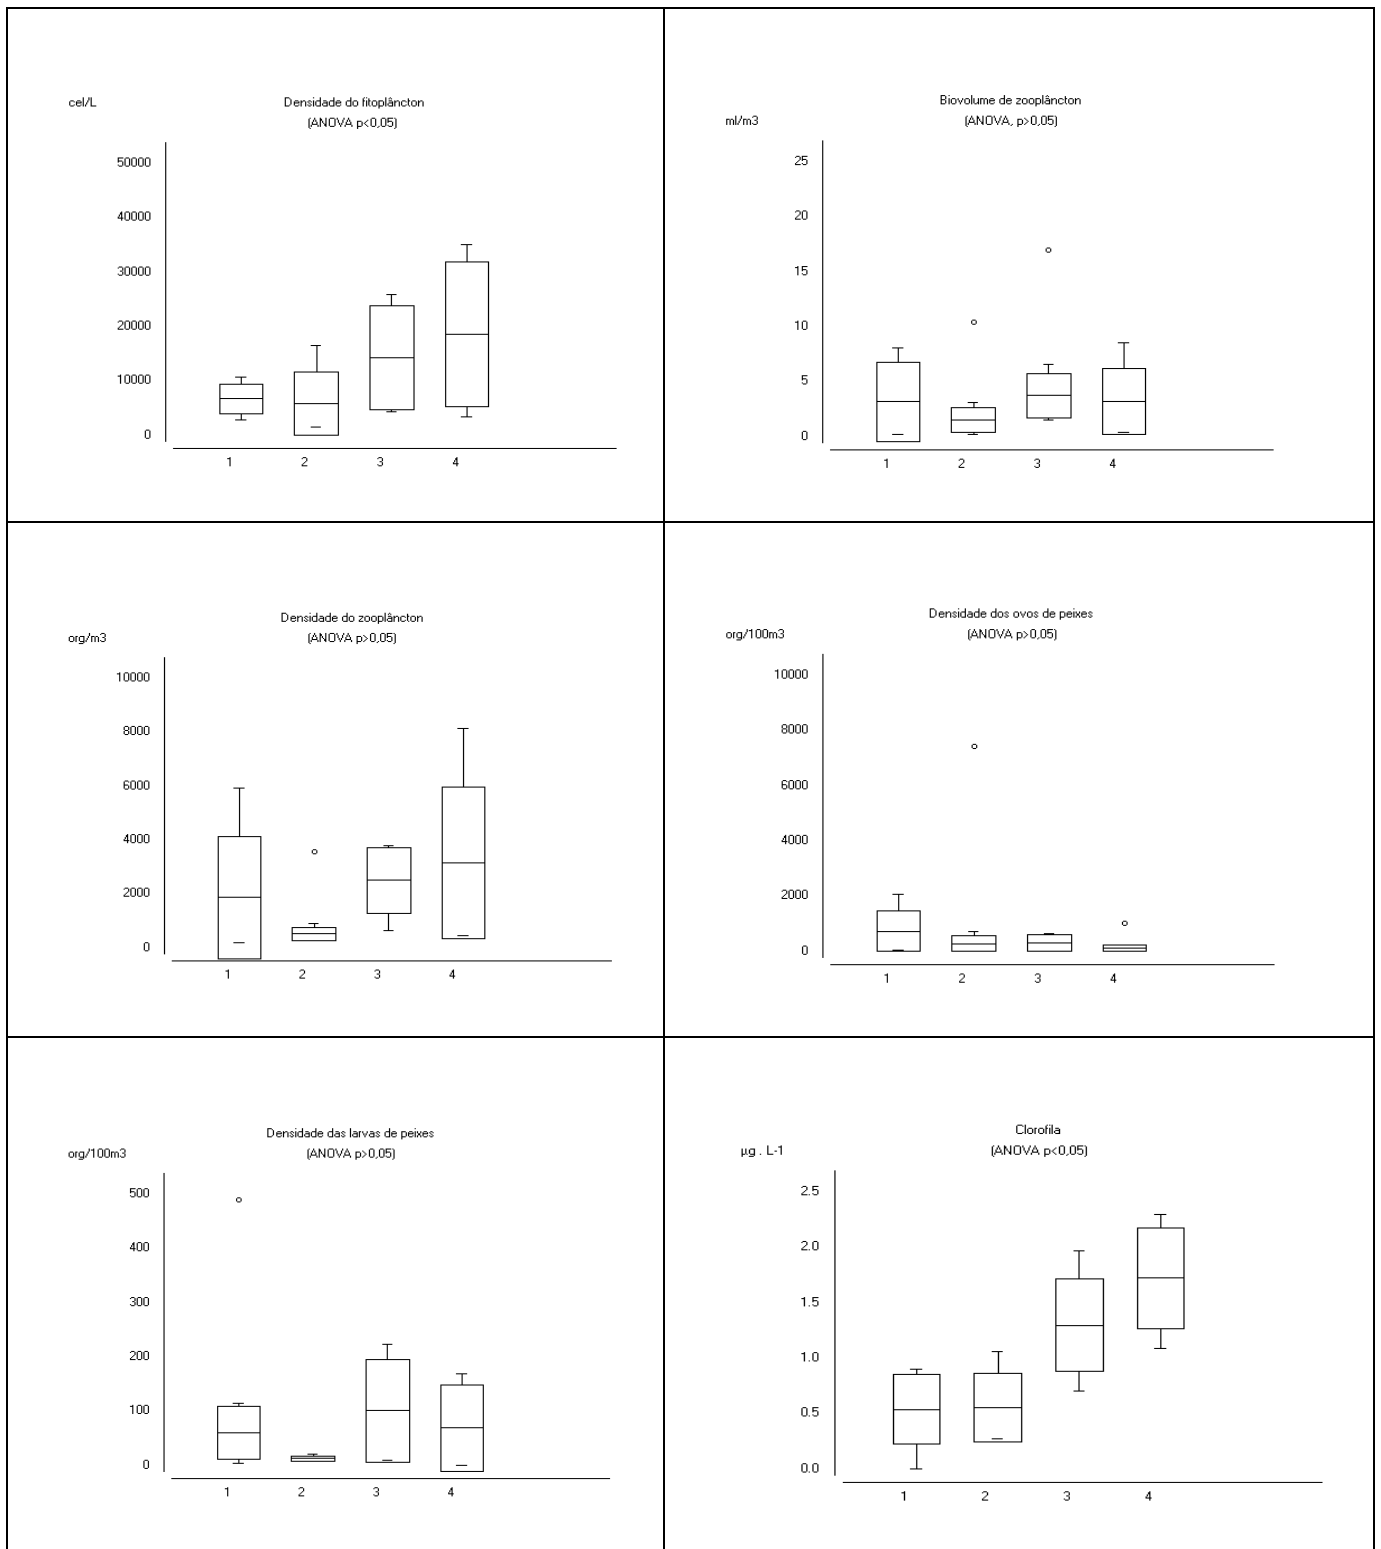 cel/L
Densidade do fitoplâncton
(ANOVA p<0,05)
50000
40000
30000
20000
10000
0
1 2 3 4
Biovolume de zooplâncton
ml/m3
(ANOVA, p>0,05)
25
20
15
10
5
0
1 2 3 4
Densidade do zooplâncton
org/m3
(ANOVA p>0,05)
10000
8000
6000
4000
2000
0
1 2 3 4
Densidade dos ovos de peixes
org/100m3
(ANOVA p>0,05)
10000
8000
6000
4000
2000
0
1 2 3 4
Densidade das larvas de peixes
org/100m3
(ANOVA p>0,05)
500
400
300
200
100
0
1 2 3 4
Clorofila
µg . L-1
(ANOVA p<0,05)
2.5
2.0
1.5
1.0
0.5
0.0
1 2 3 4